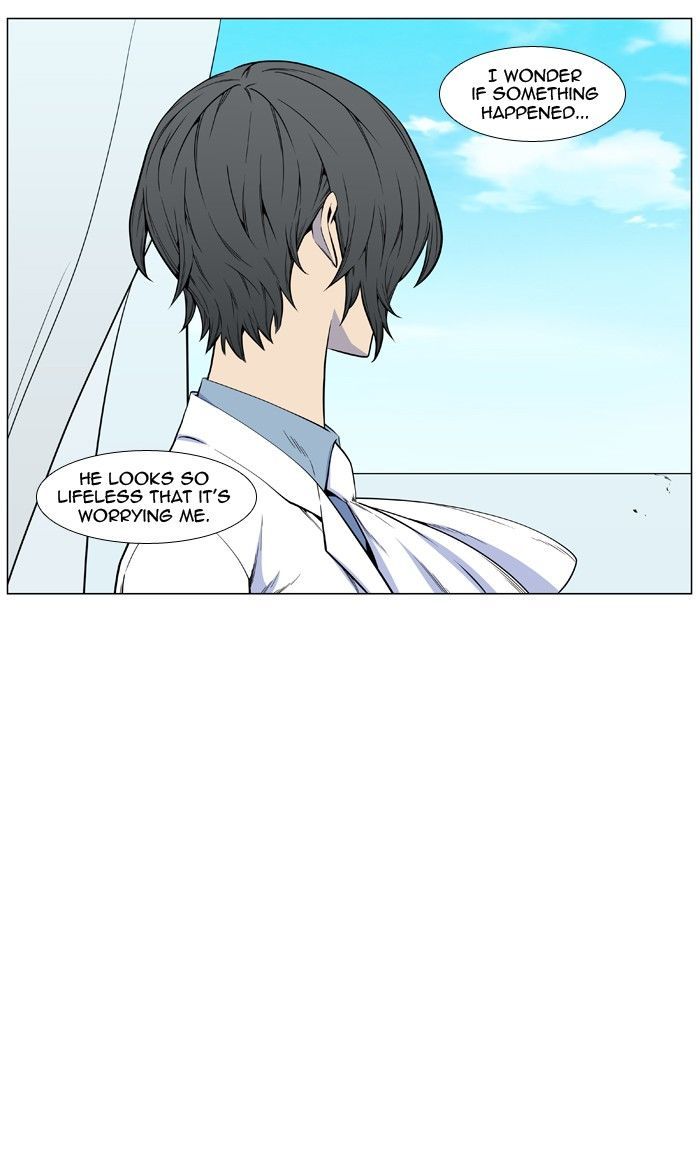 I WONDER
IF SOMETHING
HAPPENED...
HE LOOKS SO
LIFELESS THAT IT'S
WORRYING ME.